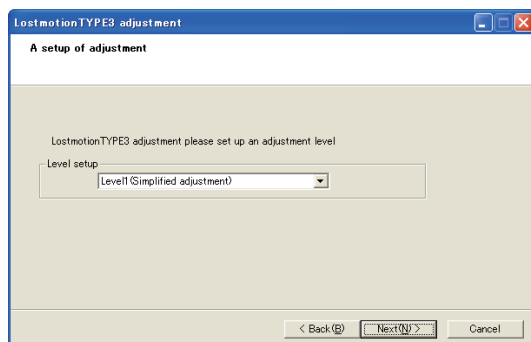 LostmotionTYPE3 adjustment
A setup of adjustment
LostmotionTYPE3 adjustment please set up an adjustment level
Level setup
Level1(Simplified adjustment)
< Back(B) Next(N) > Cancel